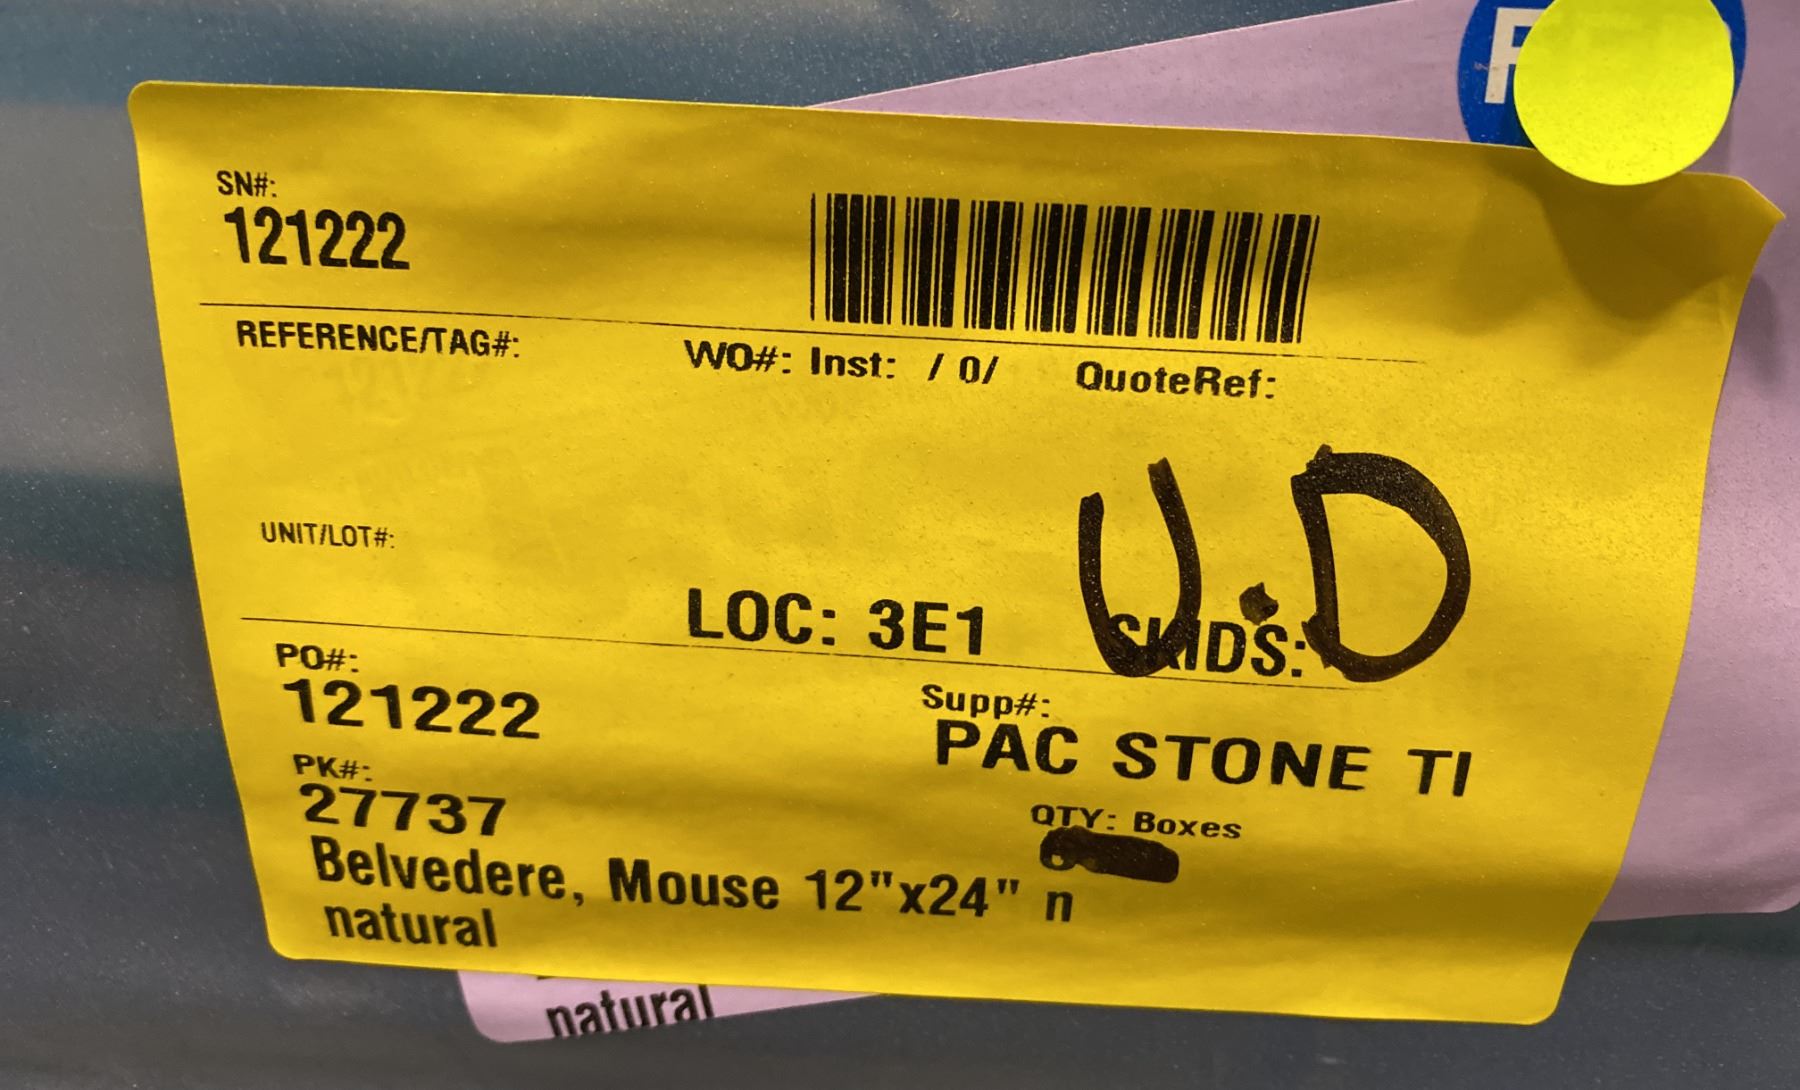 SN#:
121222
REFERENCE/TAG#:
WO#: Inst: / 0/ QuoteRef:
U.D
UNIT/LOT#:
LOC: 3E1 SKIDS:
PO#:
121222
Supp#:
PAC STONE TI
PK#:
27737
QTY: Boxes
Belvedere, Mouse 12"x24" n
natural
natural